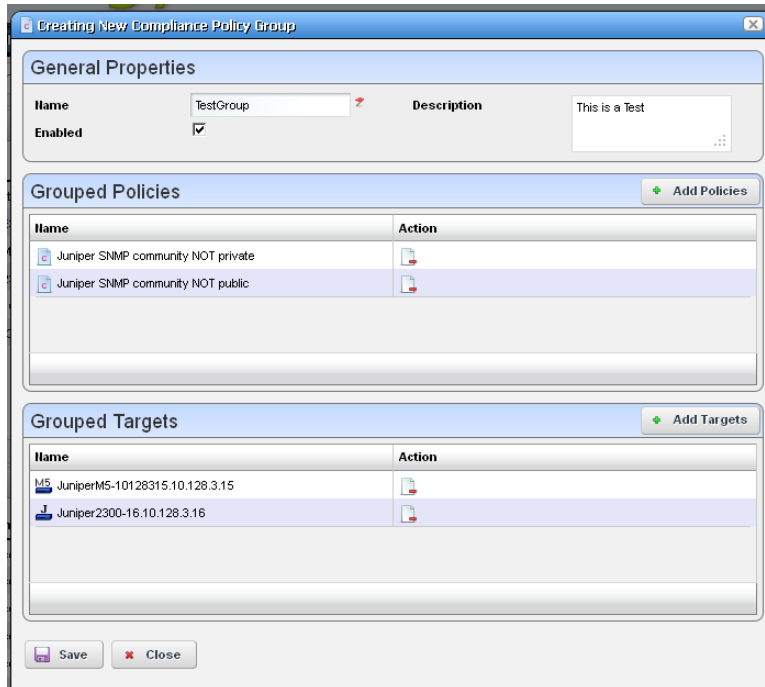 Creating New Compliance Policy Group
General Properties
Name TestGroup Description This is a Test
Enabled
Grouped Policies Add Policies
Name Action
c Juniper SNMP community NOT private
c Juniper SNMP community NOT public
Grouped Targets Add Targets
Name Action
M5 JuniperM5-10128315.10.128.3.15
J Juniper2300-16.10.128.3.16
Save Close